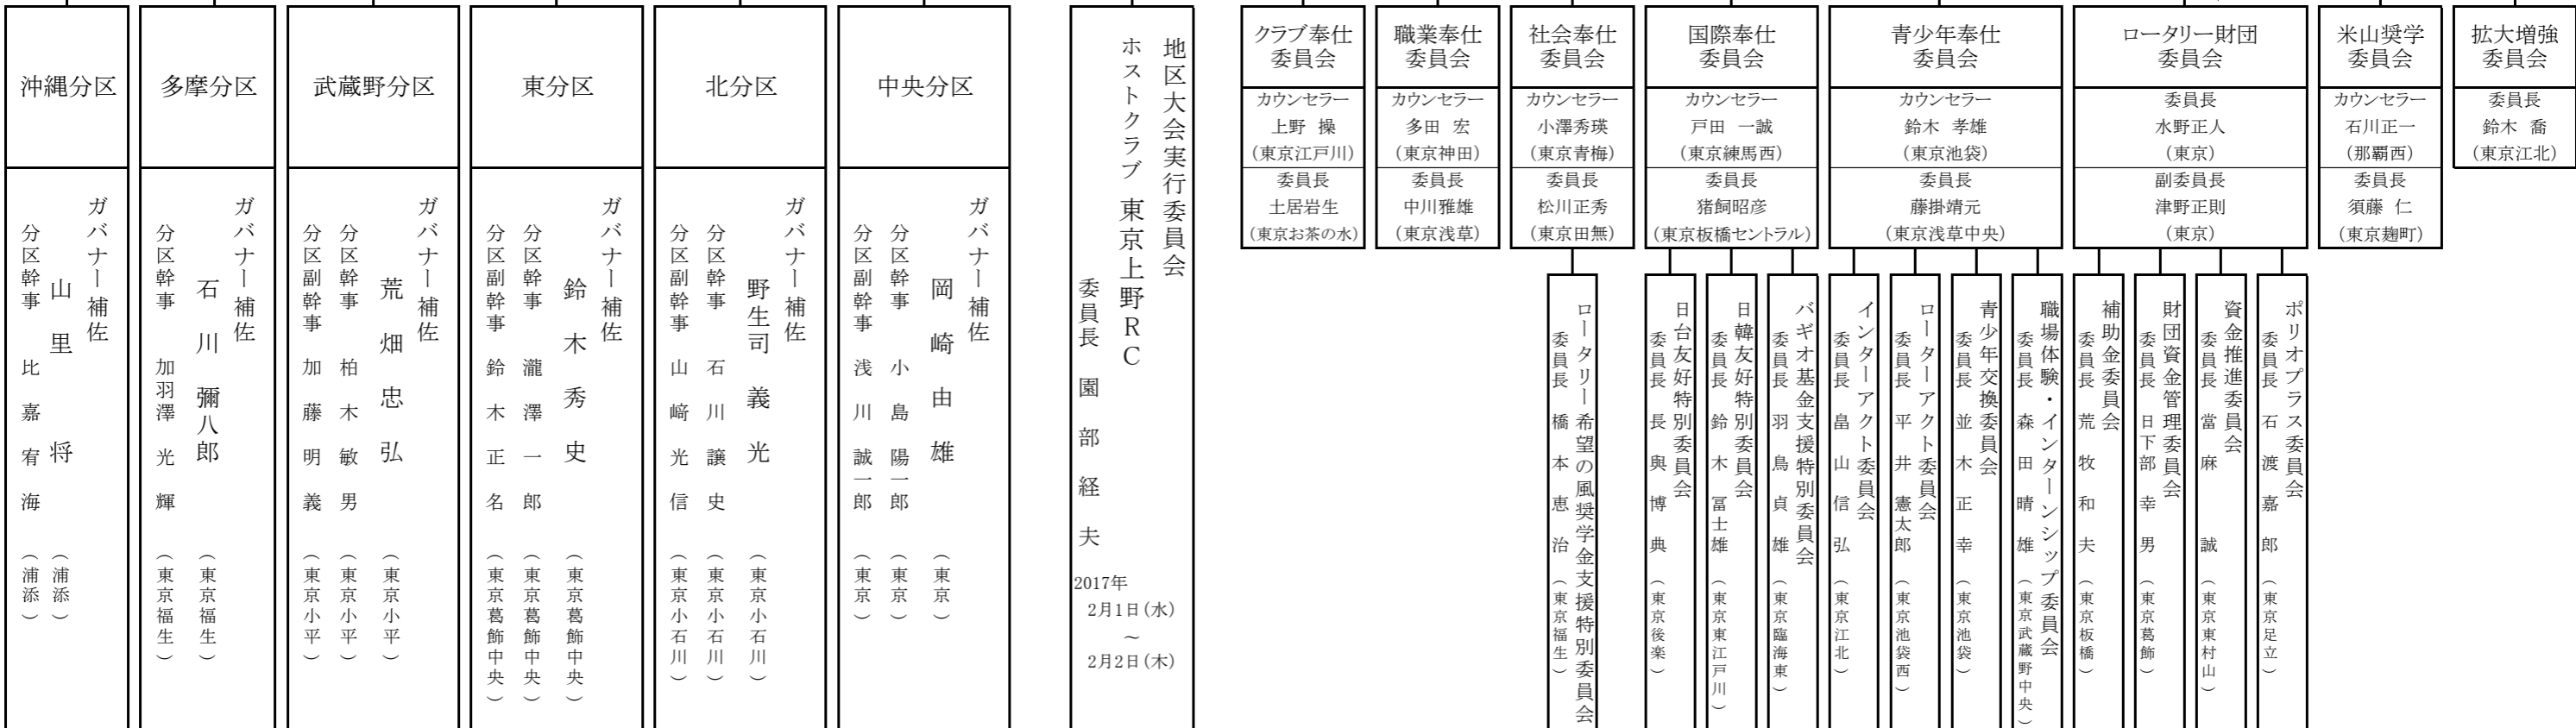 沖縄分区
ガバナー補佐
山里 将 （浦添）
分区幹事 比嘉宥海 （浦添）
多摩分区
ガバナー補佐
石川彌八郎 （東京福生）
分区幹事 加羽澤光輝 （東京福生）
武蔵野分区
ガバナー補佐
荒畑忠弘 （東京小平）
分区幹事 柏木敏男 （東京小平）
分区副幹事 加藤明義 （東京小平）
東分区
ガバナー補佐
鈴木秀史 （東京葛飾中央）
分区幹事 瀧澤一郎 （東京葛飾中央）
分区副幹事 鈴木正名 （東京葛飾中央）
北分区
ガバナー補佐
野生司義光 （東京小石川）
分区幹事 石川譲史 （東京小石川）
分区副幹事 山﨑光信 （東京小石川）
中央分区
ガバナー補佐
岡崎由雄 （東京）
分区幹事 小島陽一郎 （東京）
分区副幹事 浅川誠一郎 （東京）
地区大会実行委員会
ホストクラブ 東京上野RC
委員長 園部経夫
2017年
2月1日(水)
～
2月2日(木)
クラブ奉仕
委員会
カウンセラー
上野 操
(東京江戸川)
委員長
土居岩生
(東京お茶の水)
職業奉仕
委員会
カウンセラー
多田 宏
(東京神田)
委員長
中川雅雄
(東京浅草)
社会奉仕
委員会
カウンセラー
小澤秀瑛
(東京青梅)
委員長
松川正秀
(東京田無)
ロータリー希望の風奨学金支援特別委員会
委員長 橋本恵治 （東京福生）
国際奉仕
委員会
カウンセラー
戸田 一誠
(東京練馬西)
委員長
猪飼昭彦
(東京板橋セントラル)
日台友好特別委員会
委員長 長與博典 （東京後楽）
日韓友好特別委員会
委員長 鈴木冨士雄 （東京東江戸川）
バギオ基金支援特別委員会
委員長 羽鳥貞雄 （東京臨海東）
青少年奉仕
委員会
カウンセラー
鈴木 孝雄
(東京池袋)
委員長
藤掛靖元
(東京浅草中央)
インターアクト委員会
委員長 畠山信弘 （東京江北）
ローターアクト委員会
委員長 平井憲太郎 （東京池袋西）
青少年交換委員会
委員長 並木正幸 （東京池袋）
職場体験・インターンシップ委員会
委員長 森田晴雄 （東京武蔵野中央）
ロータリー財団
委員会
委員長
水野正人
(東京)
副委員長
津野正則
(東京)
補助金委員会
委員長 荒牧和夫 （東京板橋）
財団資金管理委員会
委員長 日下部幸男 （東京葛飾）
資金推進委員会
委員長 當麻 誠 （東京東村山）
ポリオプラス委員会
委員長 石渡嘉郎 （東京足立）
米山奨学
委員会
カウンセラー
石川正一
(那覇西)
委員長
須藤 仁
(東京麹町)
拡大増強
委員会
委員長
鈴木 喬
(東京江北)